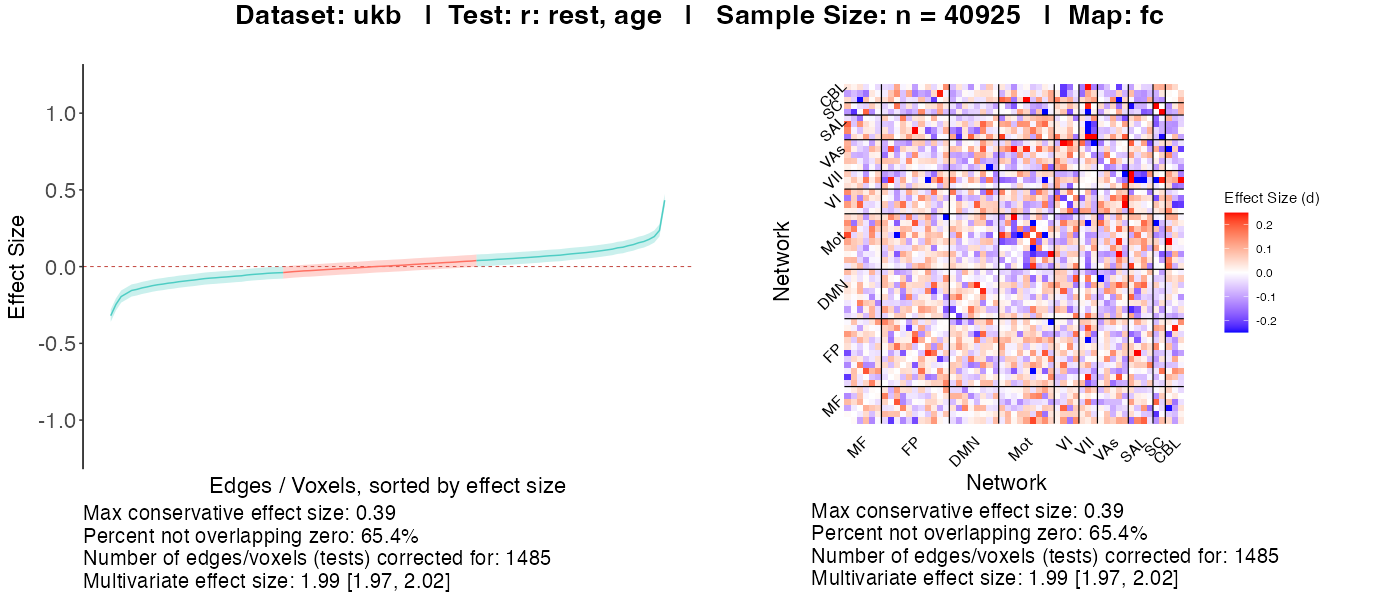 Dataset: ukb | Test: r: rest, age | Sample Size: n = 40925 | Map: fc
Effect Size
1.0
0.5
0.0
-0.5
-1.0
Edges / Voxels, sorted by effect size
Max conservative effect size: 0.39
Percent not overlapping zero: 65.4%
Number of edges/voxels (tests) corrected for: 1485
Multivariate effect size: 1.99 [1.97, 2.02]
Network
CBL
SC
SAL
VAs
VII
VI
Mot
DMN
FP
MF
MF
FP
DMN
Mot
VI
VII
VAs
SAL
SC
CBL
Network
Effect Size (d)
0.2
0.1
0.0
-0.1
-0.2
Max conservative effect size: 0.39
Percent not overlapping zero: 65.4%
Number of edges/voxels (tests) corrected for: 1485
Multivariate effect size: 1.99 [1.97, 2.02]